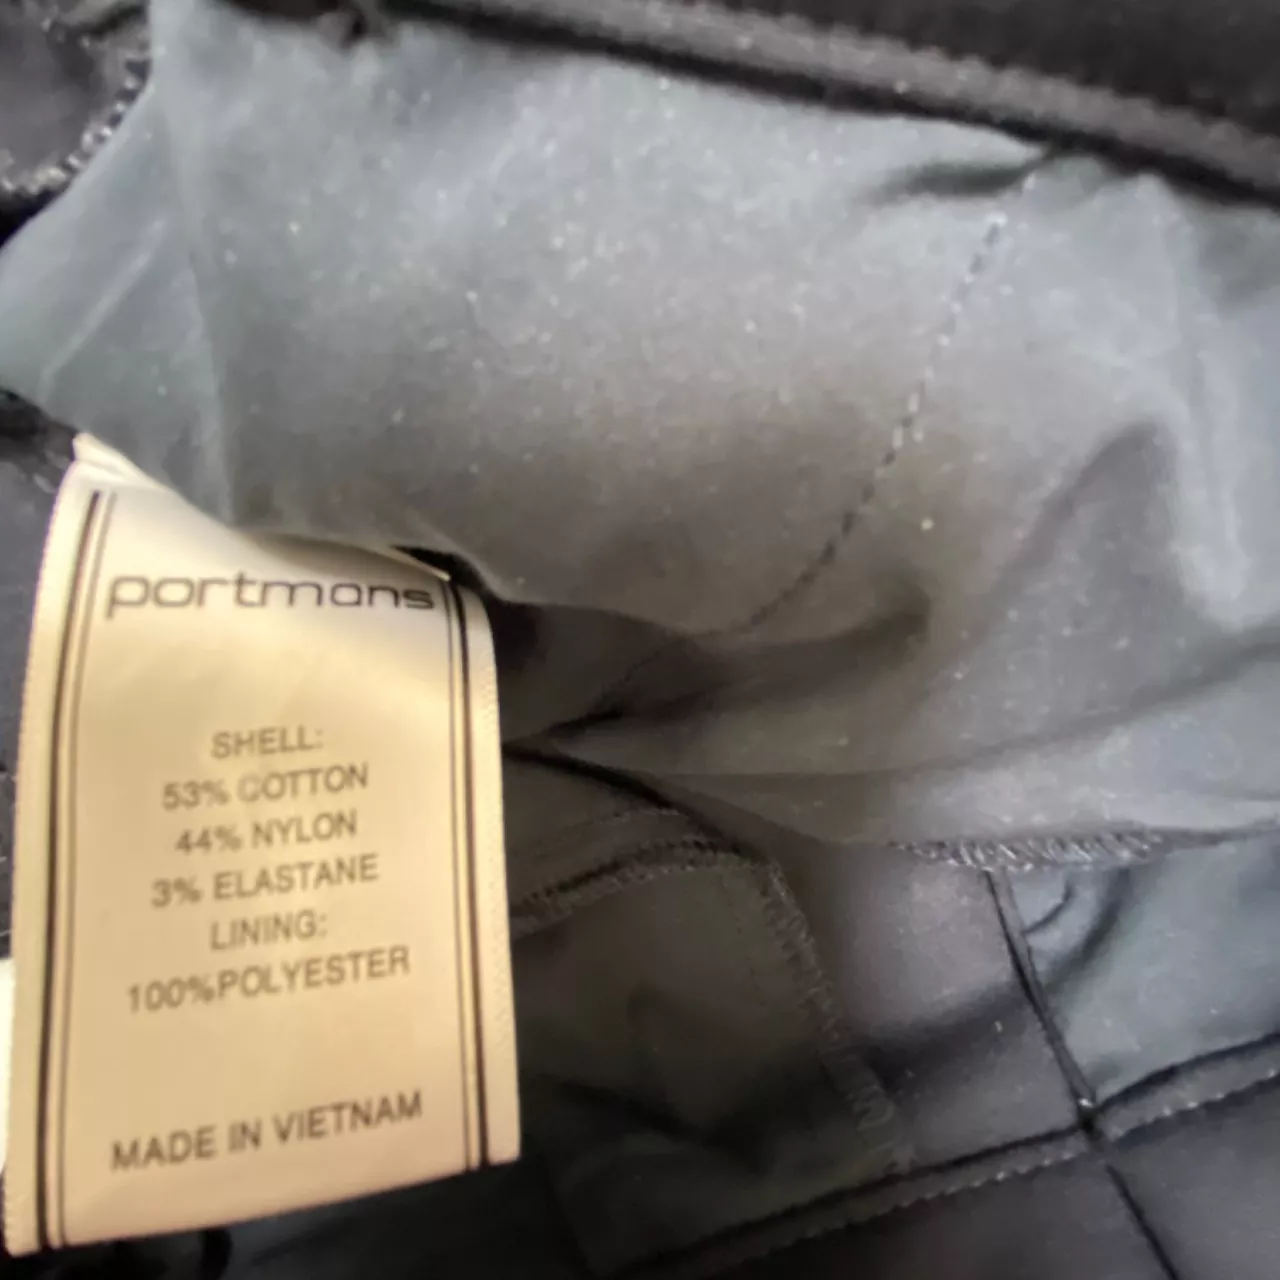 portmans
SHELL:
53% COTTON
44% NYLON
3% ELASTANE
LINING:
100%POLYESTER
MADE IN VIETNAM